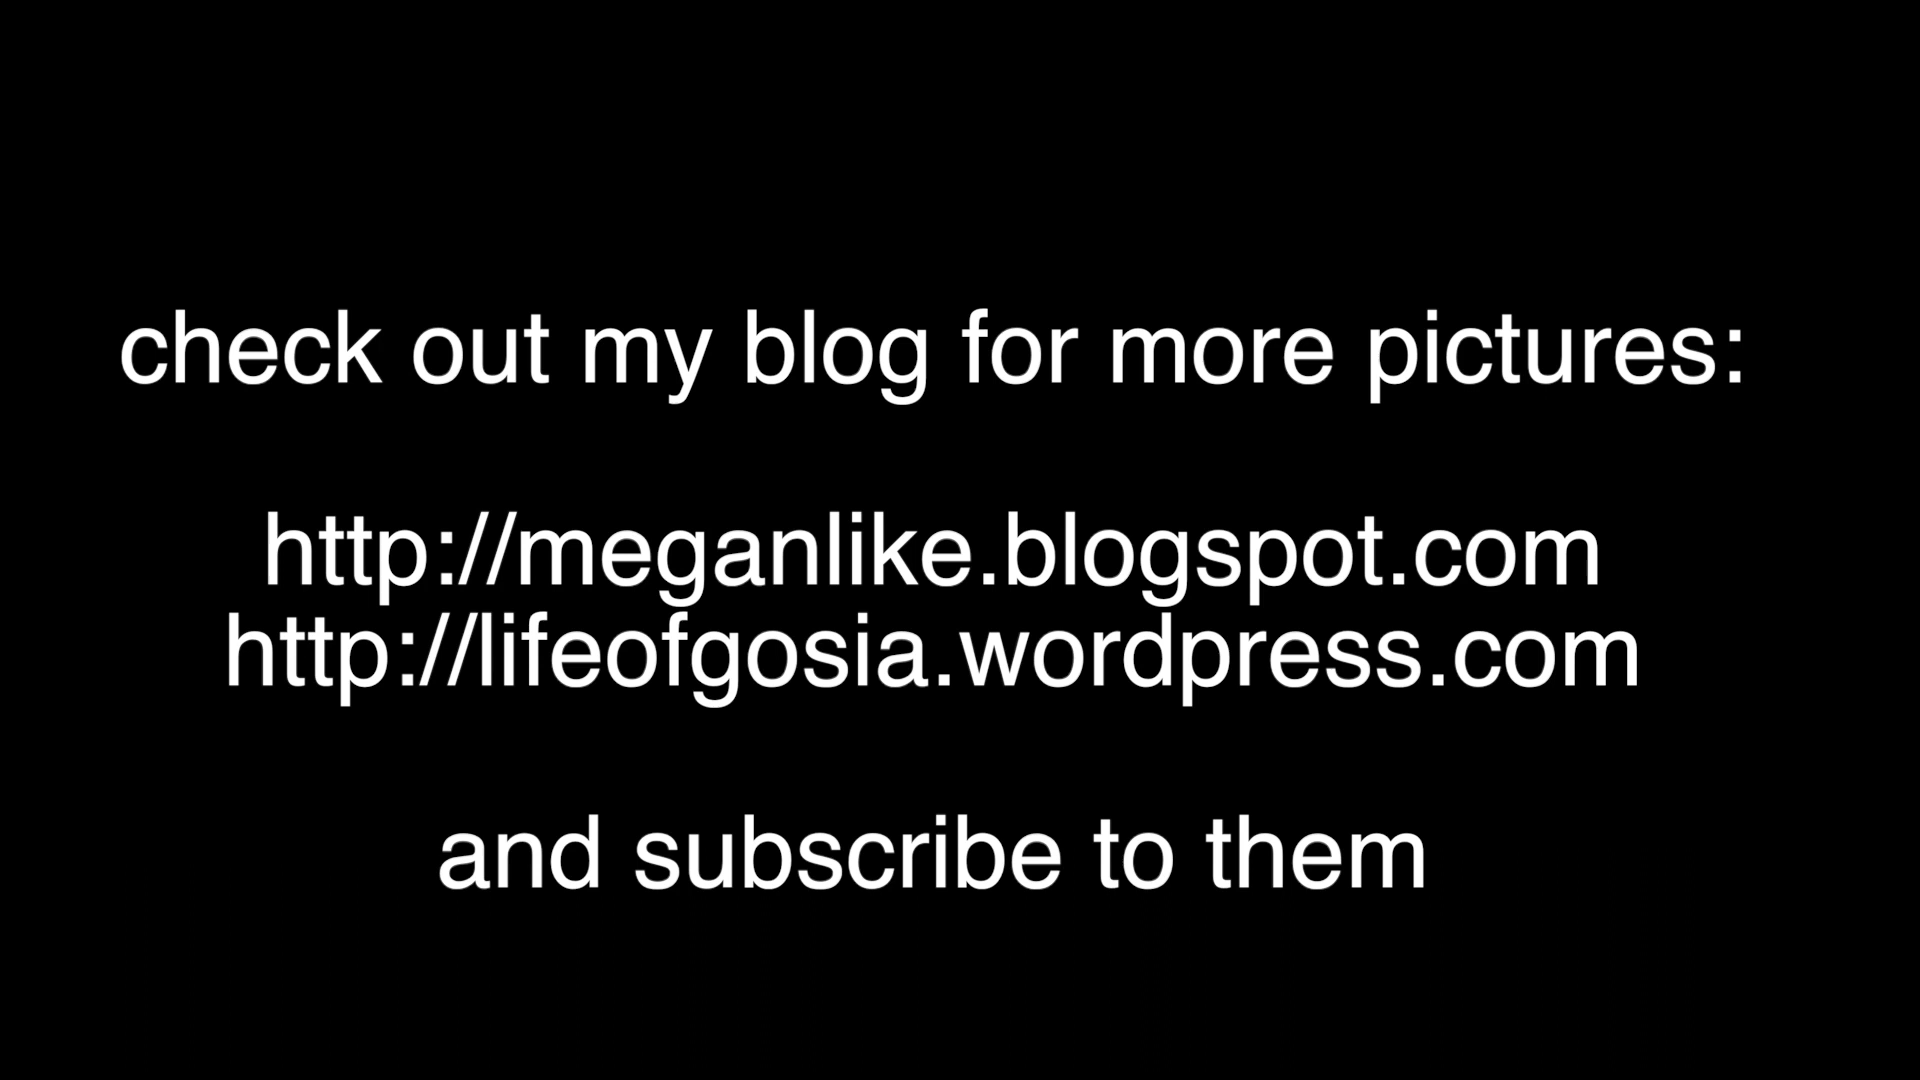 check out my blog for more pictures:
http://meganlike.blogspot.com
http://lifeofgosia.wordpress.com
and subscribe to them